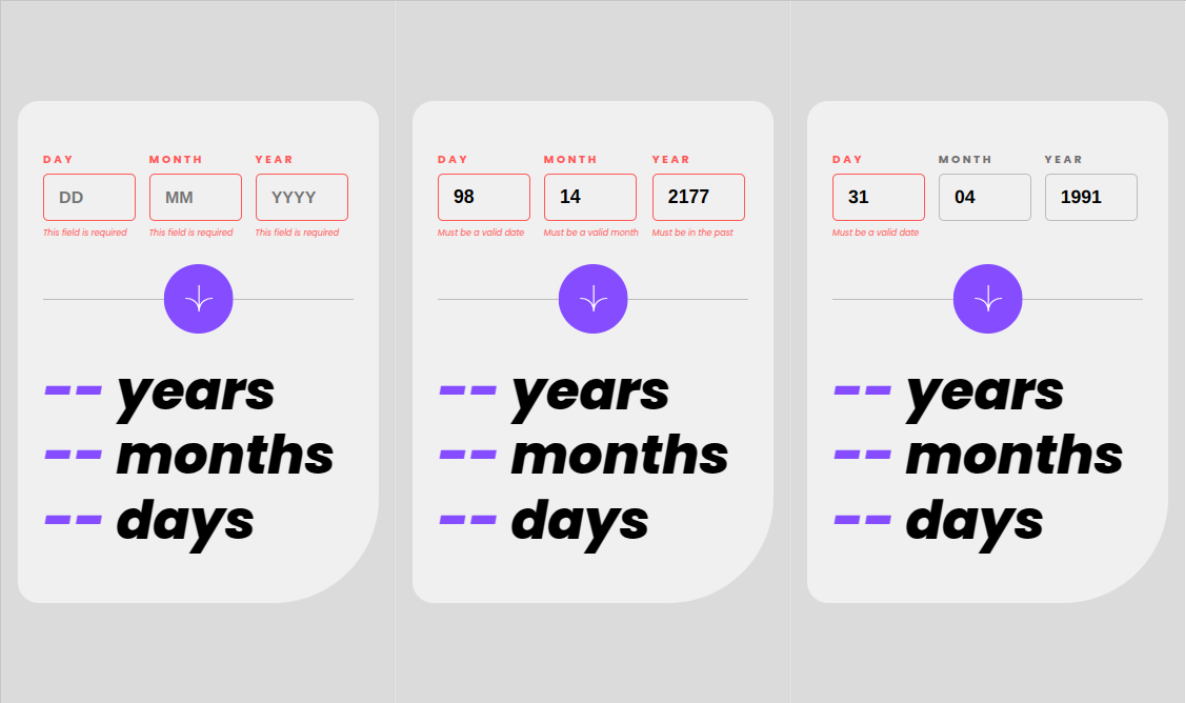 DAY MONTH YEAR
DD MM YYYY
This field is required This field is required This field is required
-- years
-- months
-- days
DAY MONTH YEAR
98 14 2177
Must be a valid date Must be a valid month Must be in the past
-- years
-- months
-- days
DAY MONTH YEAR
31 04 1991
Must be a valid date
-- years
-- months
-- days